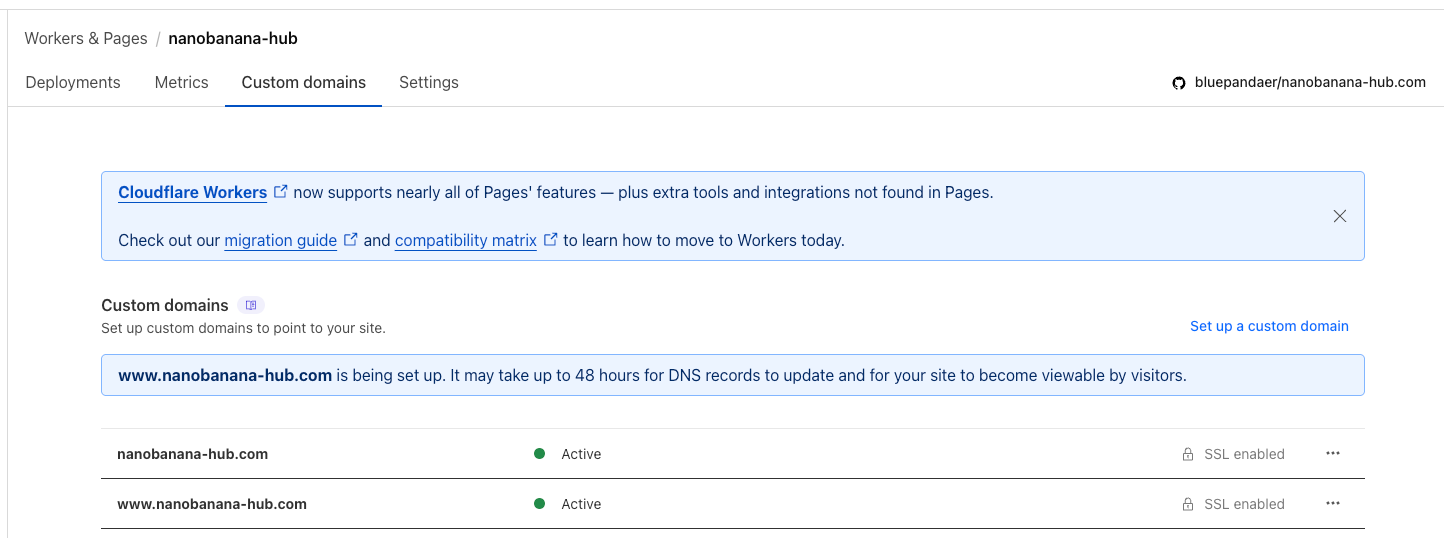 Workers & Pages / nanobanana-hub
Deployments Metrics Custom domains Settings bluepandaer/nanobanana-hub.com
Cloudflare Workers now supports nearly all of Pages' features — plus extra tools and integrations not found in Pages.
Check out our migration guide and compatibility matrix to learn how to move to Workers today.
Custom domains
Set up custom domains to point to your site.
Set up a custom domain
www.nanobanana-hub.com is being set up. It may take up to 48 hours for DNS records to update and for your site to become viewable by visitors.
nanobanana-hub.com Active SSL enabled
www.nanobanana-hub.com Active SSL enabled